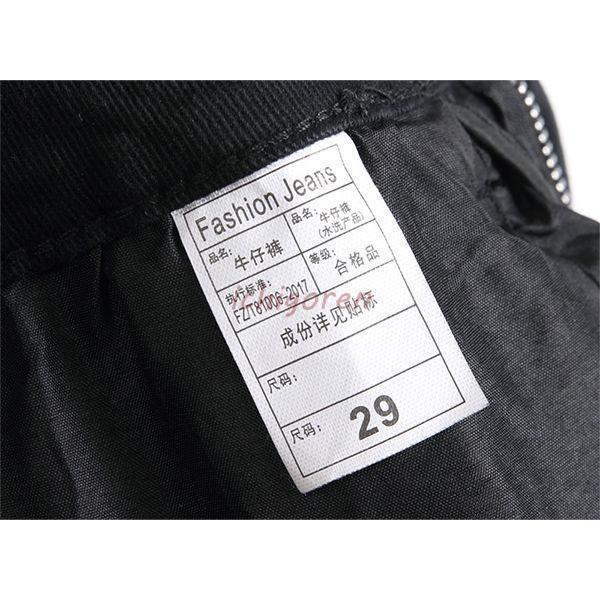 Fashion Jeans
品名:
牛仔裤
品名:
牛仔裤
(水洗产品)
执行标准:
FZ/T81006-2017
等级:
合格品
成份详见贴标
尺码:
尺码:
29
ichigoren